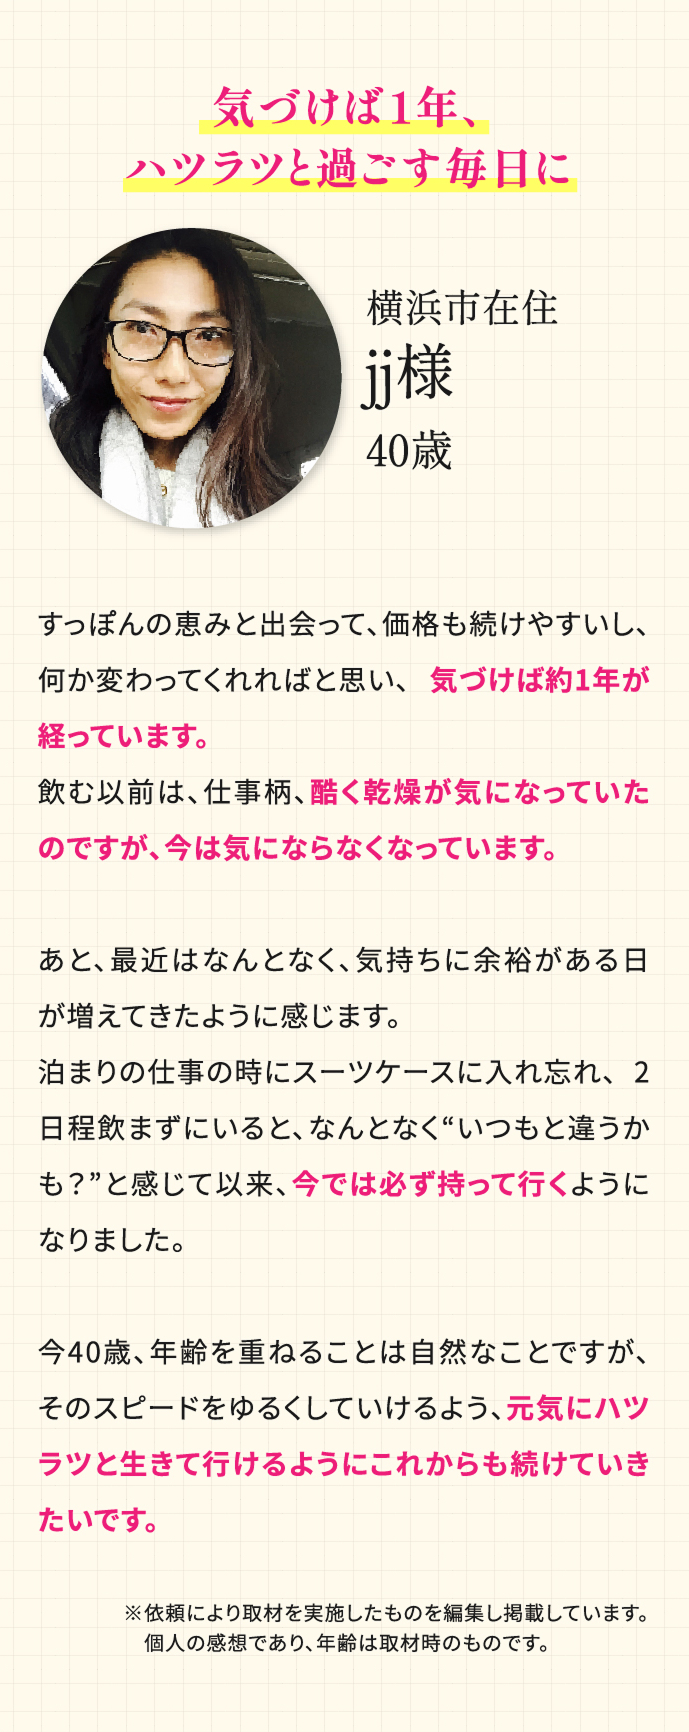 気づけば1年、
ハツラツと過ごす毎日に
横浜市在住
jj様
40歳
すっぽんの恵みと出会って、価格も続けやすいし、
何か変わってくれればと思い、 気づけば約1年が
経っています。
飲む以前は、仕事柄、酷く乾燥が気になっていた
のですが、今は気にならなくなっています。
あと、最近はなんとなく、気持ちに余裕がある日
が増えてきたように感じます。
泊まりの仕事の時にスーツケースに入れ忘れ、 2
日程飲まずにいると、なんとなく“いつもと違うか
も？”と感じて以来、今では必ず持って行くように
なりました。
今40歳、年齢を重ねることは自然なことですが、
そのスピードをゆるくしていけるよう、元気にハツ
ラツと生きて行けるようにこれからも続けていき
たいです。
※依頼により取材を実施したものを編集し掲載しています。
個人の感想であり、年齢は取材時のものです。